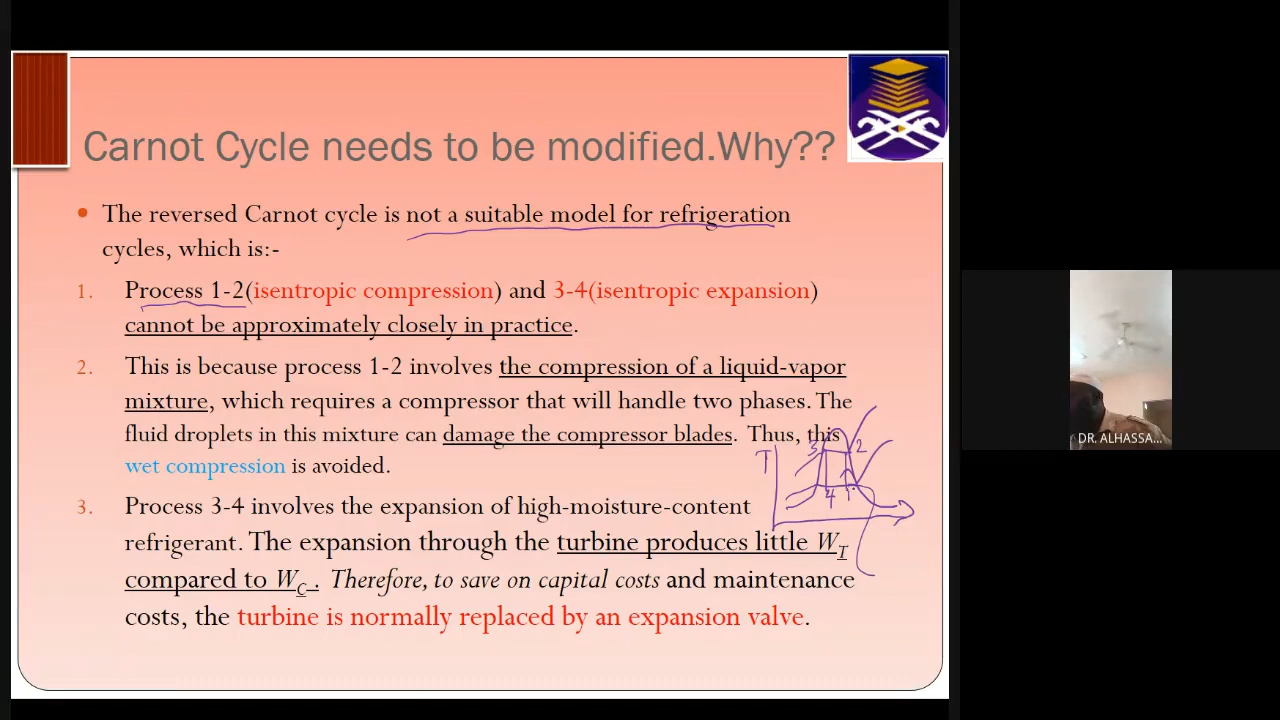 Carnot Cycle needs to be modified.Why??
• The reversed Carnot cycle is not a suitable model for refrigeration
cycles, which is:-
1. Process 1-2(isentropic compression) and 3-4(isentropic expansion)
cannot be approximately closely in practice.
2. This is because process 1-2 involves the compression of a liquid-vapor
mixture, which requires a compressor that will handle two phases. The
fluid droplets in this mixture can damage the compressor blades. Thus, this
wet compression is avoided.
3 2
T
4 1
3. Process 3-4 involves the expansion of high-moisture-content
refrigerant. The expansion through the turbine produces little W_T
compared to W_C . Therefore, to save on capital costs and maintenance
costs, the turbine is normally replaced by an expansion valve.
DR. ALHASSA...